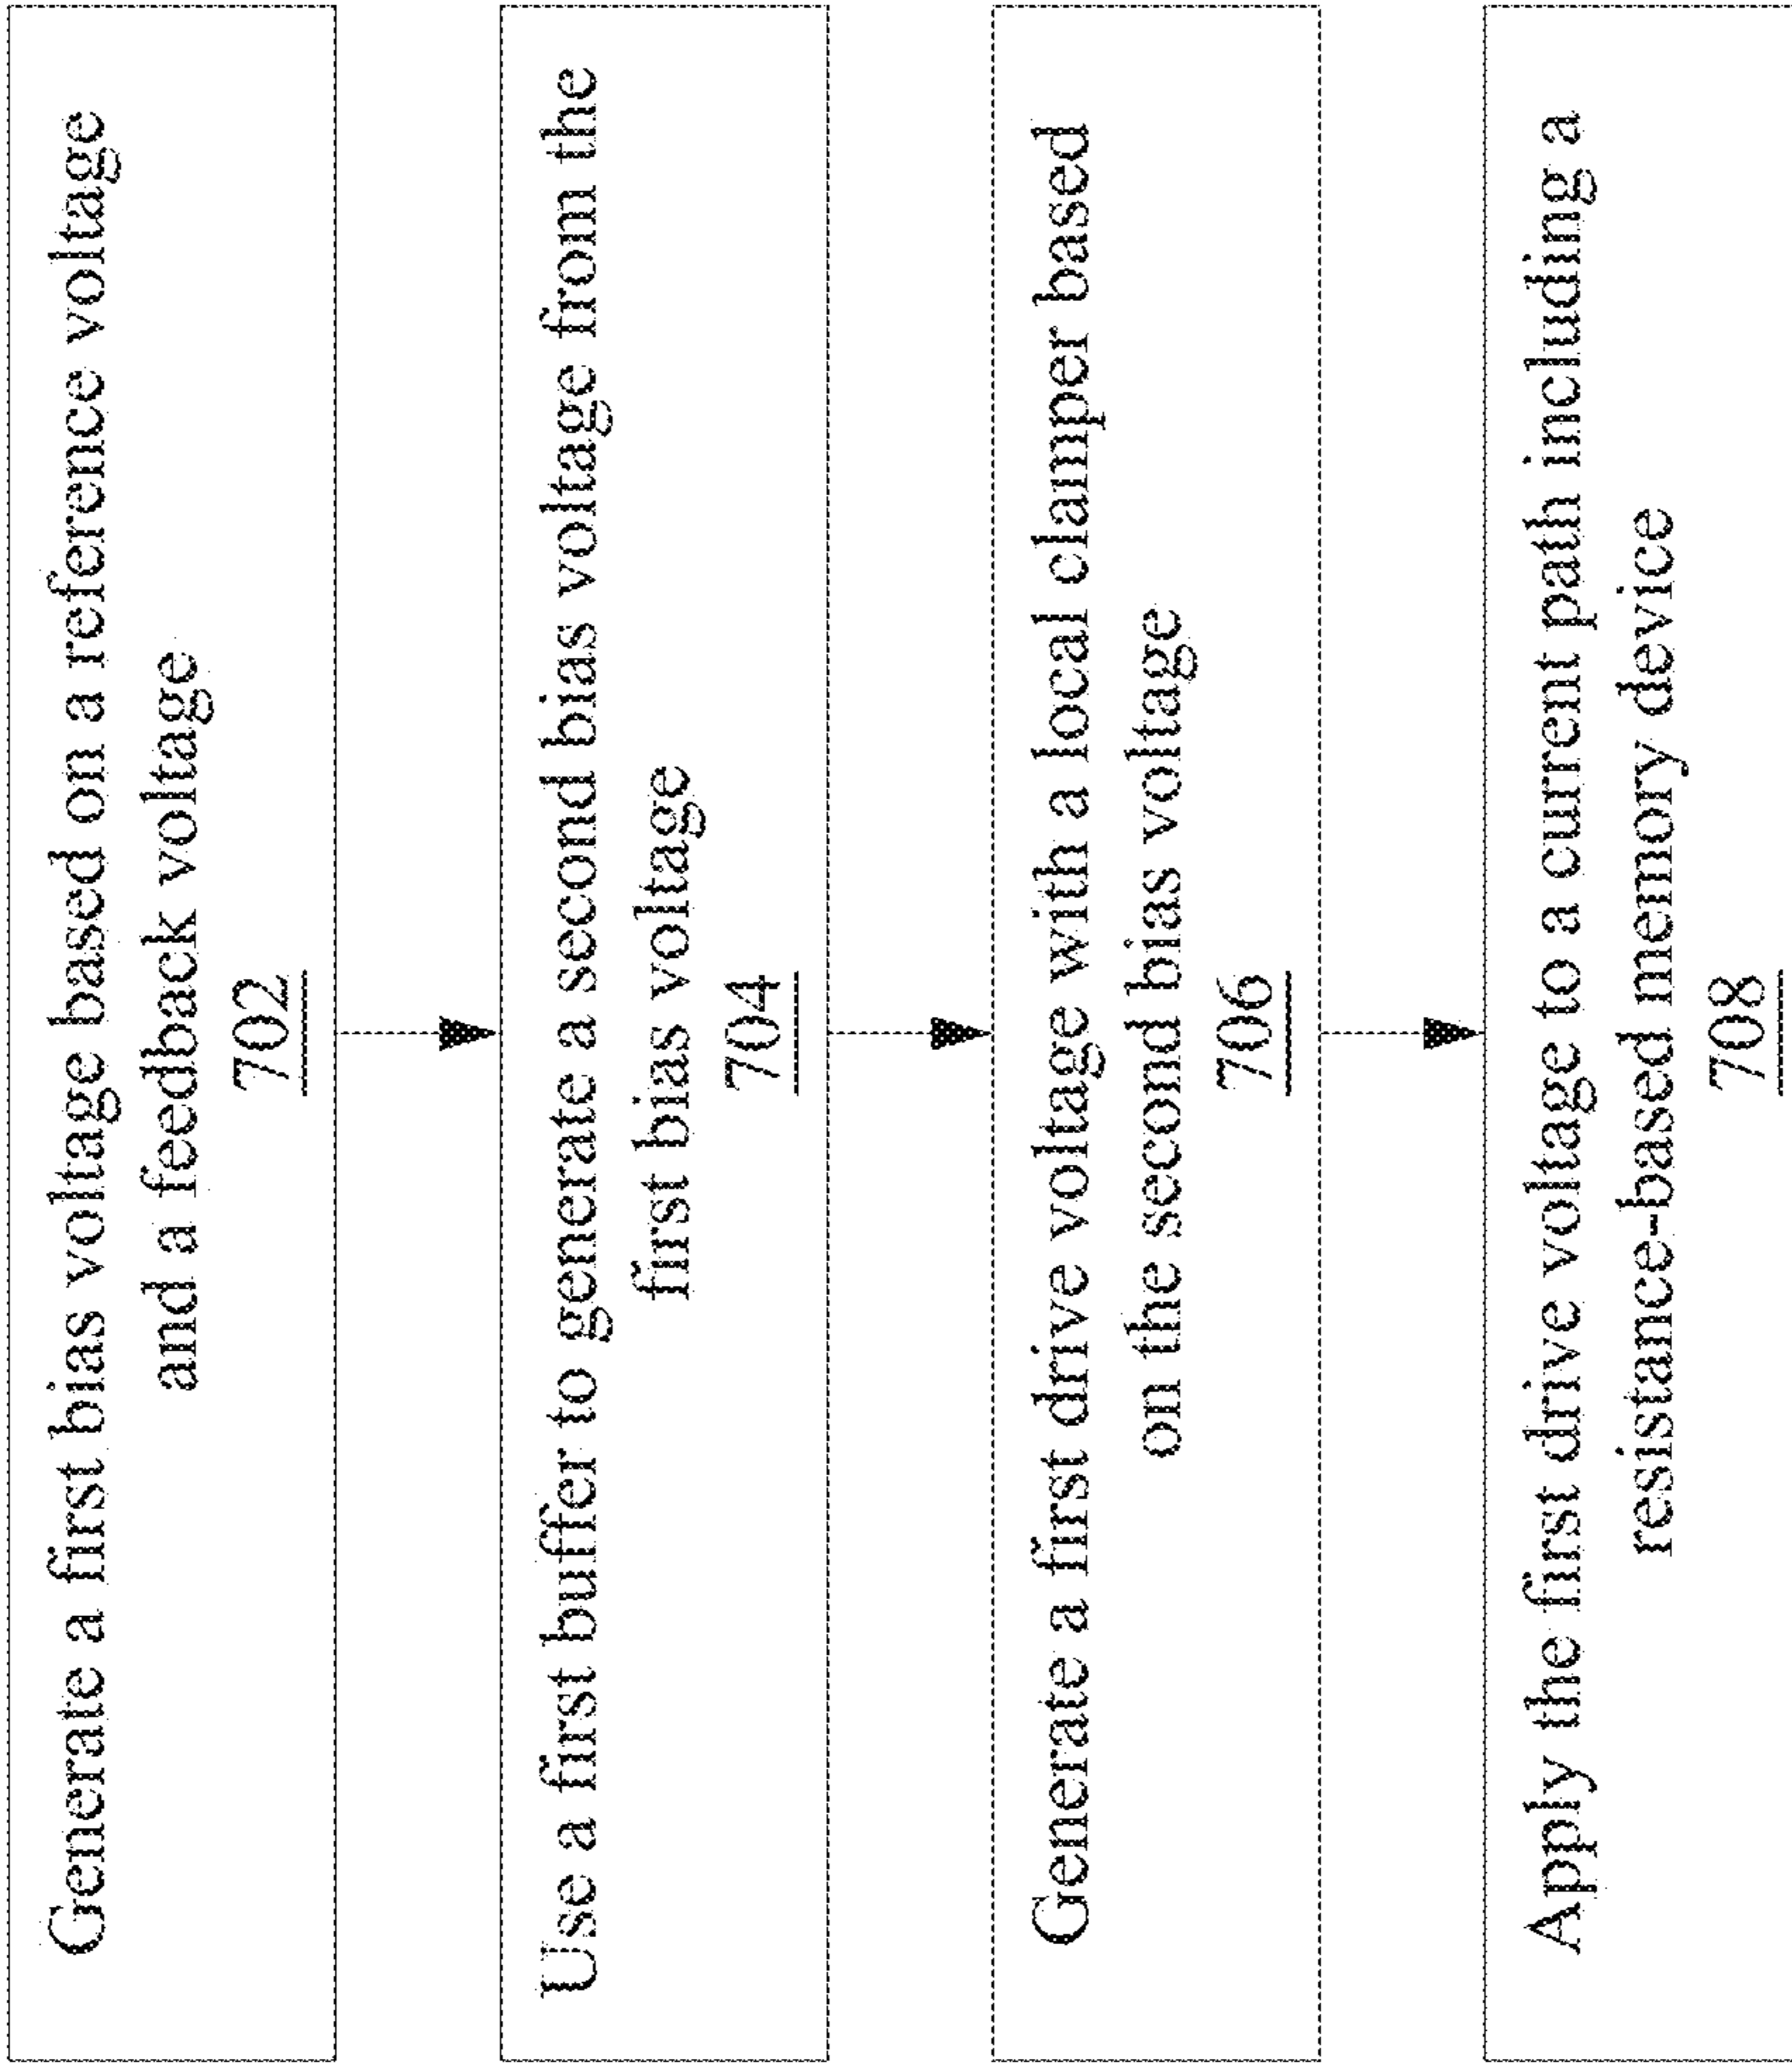 Generate a first bias voltage based on a reference voltage
and a feedback voltage
702
Use a first buffer to generate a second bias voltage from the
first bias voltage
704
Generate a first drive voltage with a local clamper based
on the second bias voltage
706
Apply the first drive voltage to a current path including a
resistance-based memory device
708